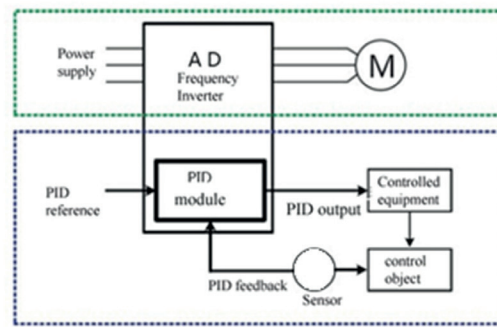 Power
supply
A D
Frequency
Inverter
M
PID
reference
PID
module
PID output
Controlled
equipment
PID feedback
Sensor
control
object